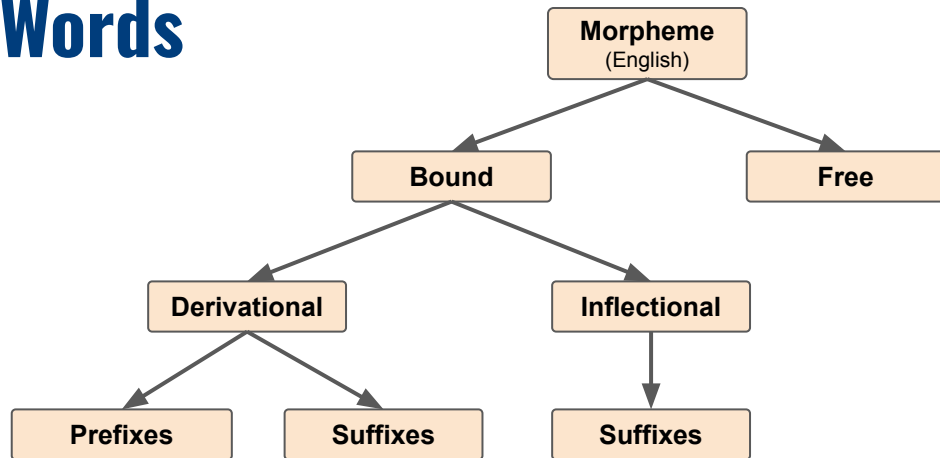 Words
Morpheme
(English)
Bound
Free
Derivational
Inflectional
Prefixes
Suffixes
Suffixes